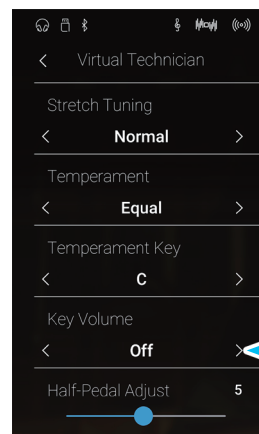 Virtual Technician
Stretch Tuning
Normal
Temperament
Equal
Temperament Key
C
Key Volume
Off
Half-Pedal Adjust 5